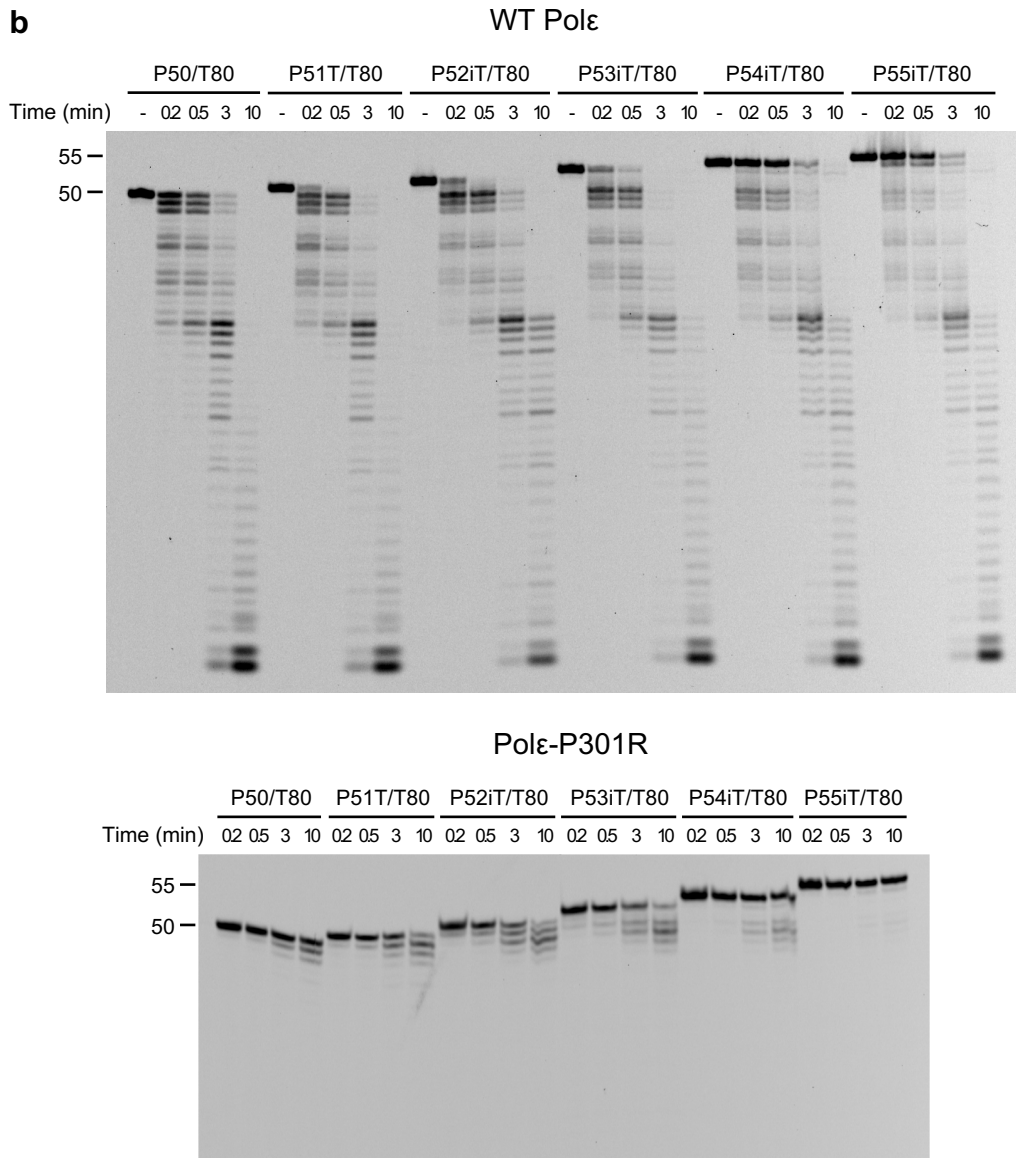 b
WT Polε
P50/T80 P51T/T80 P52iT/T80 P53iT/T80 P54iT/T80 P55iT/T80
Time (min) - 02 05 3 10 - 02 05 3 10 - 02 05 3 10 - 02 05 3 10 - 02 05 3 10 - 02 05 3 10
55
50
Polε-P301R
P50/T80 P51T/T80 P52iT/T80 P53iT/T80 P54iT/T80 P55iT/T80
Time (min) 02 05 3 10 02 05 3 10 02 05 3 10 02 05 3 10 02 05 3 10 02 05 3 10
55
50